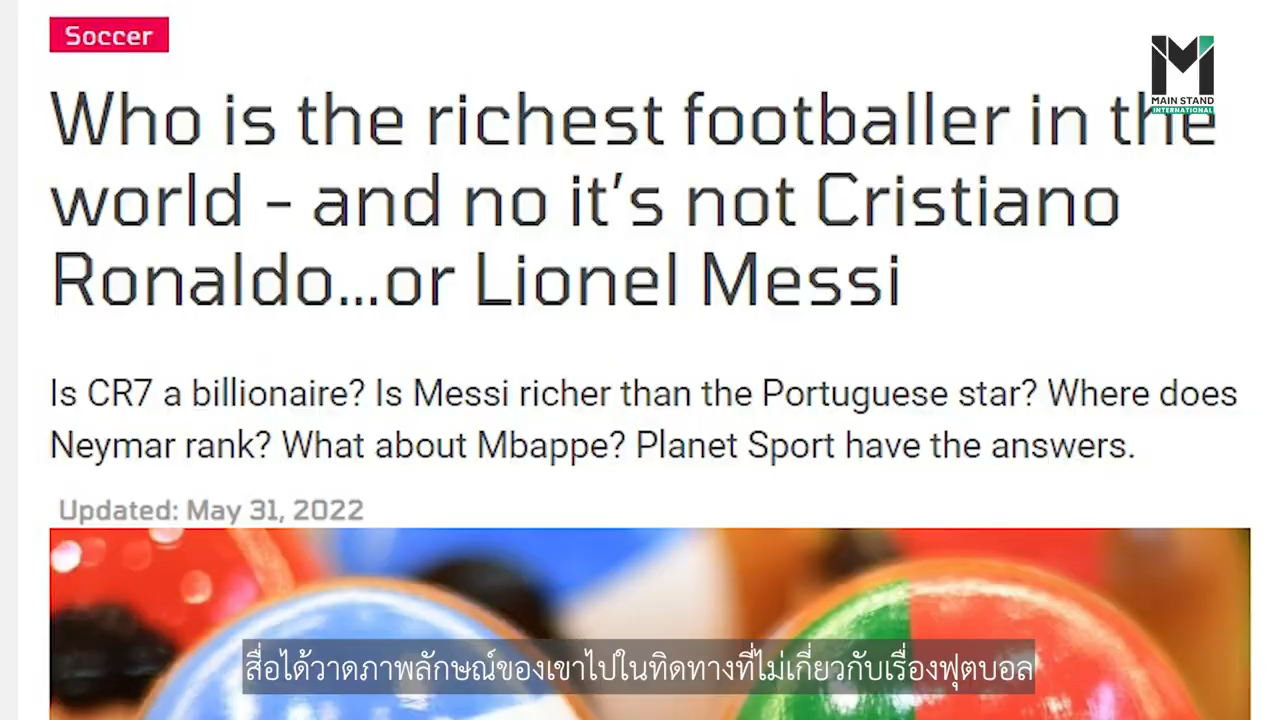 Soccer
MAIN STAND
INTERNATIONAL
Who is the richest footballer in the
world - and no it's not Cristiano
Ronaldo...or Lionel Messi
Is CR7 a billionaire? Is Messi richer than the Portuguese star? Where does
Neymar rank? What about Mbappe? Planet Sport have the answers.
Updated: May 31, 2022
สื่อได้วาดภาพลักษณ์ของเขาไปในทิดทางที่ไม่เกี่ยวกับเรื่องฟุตบอล